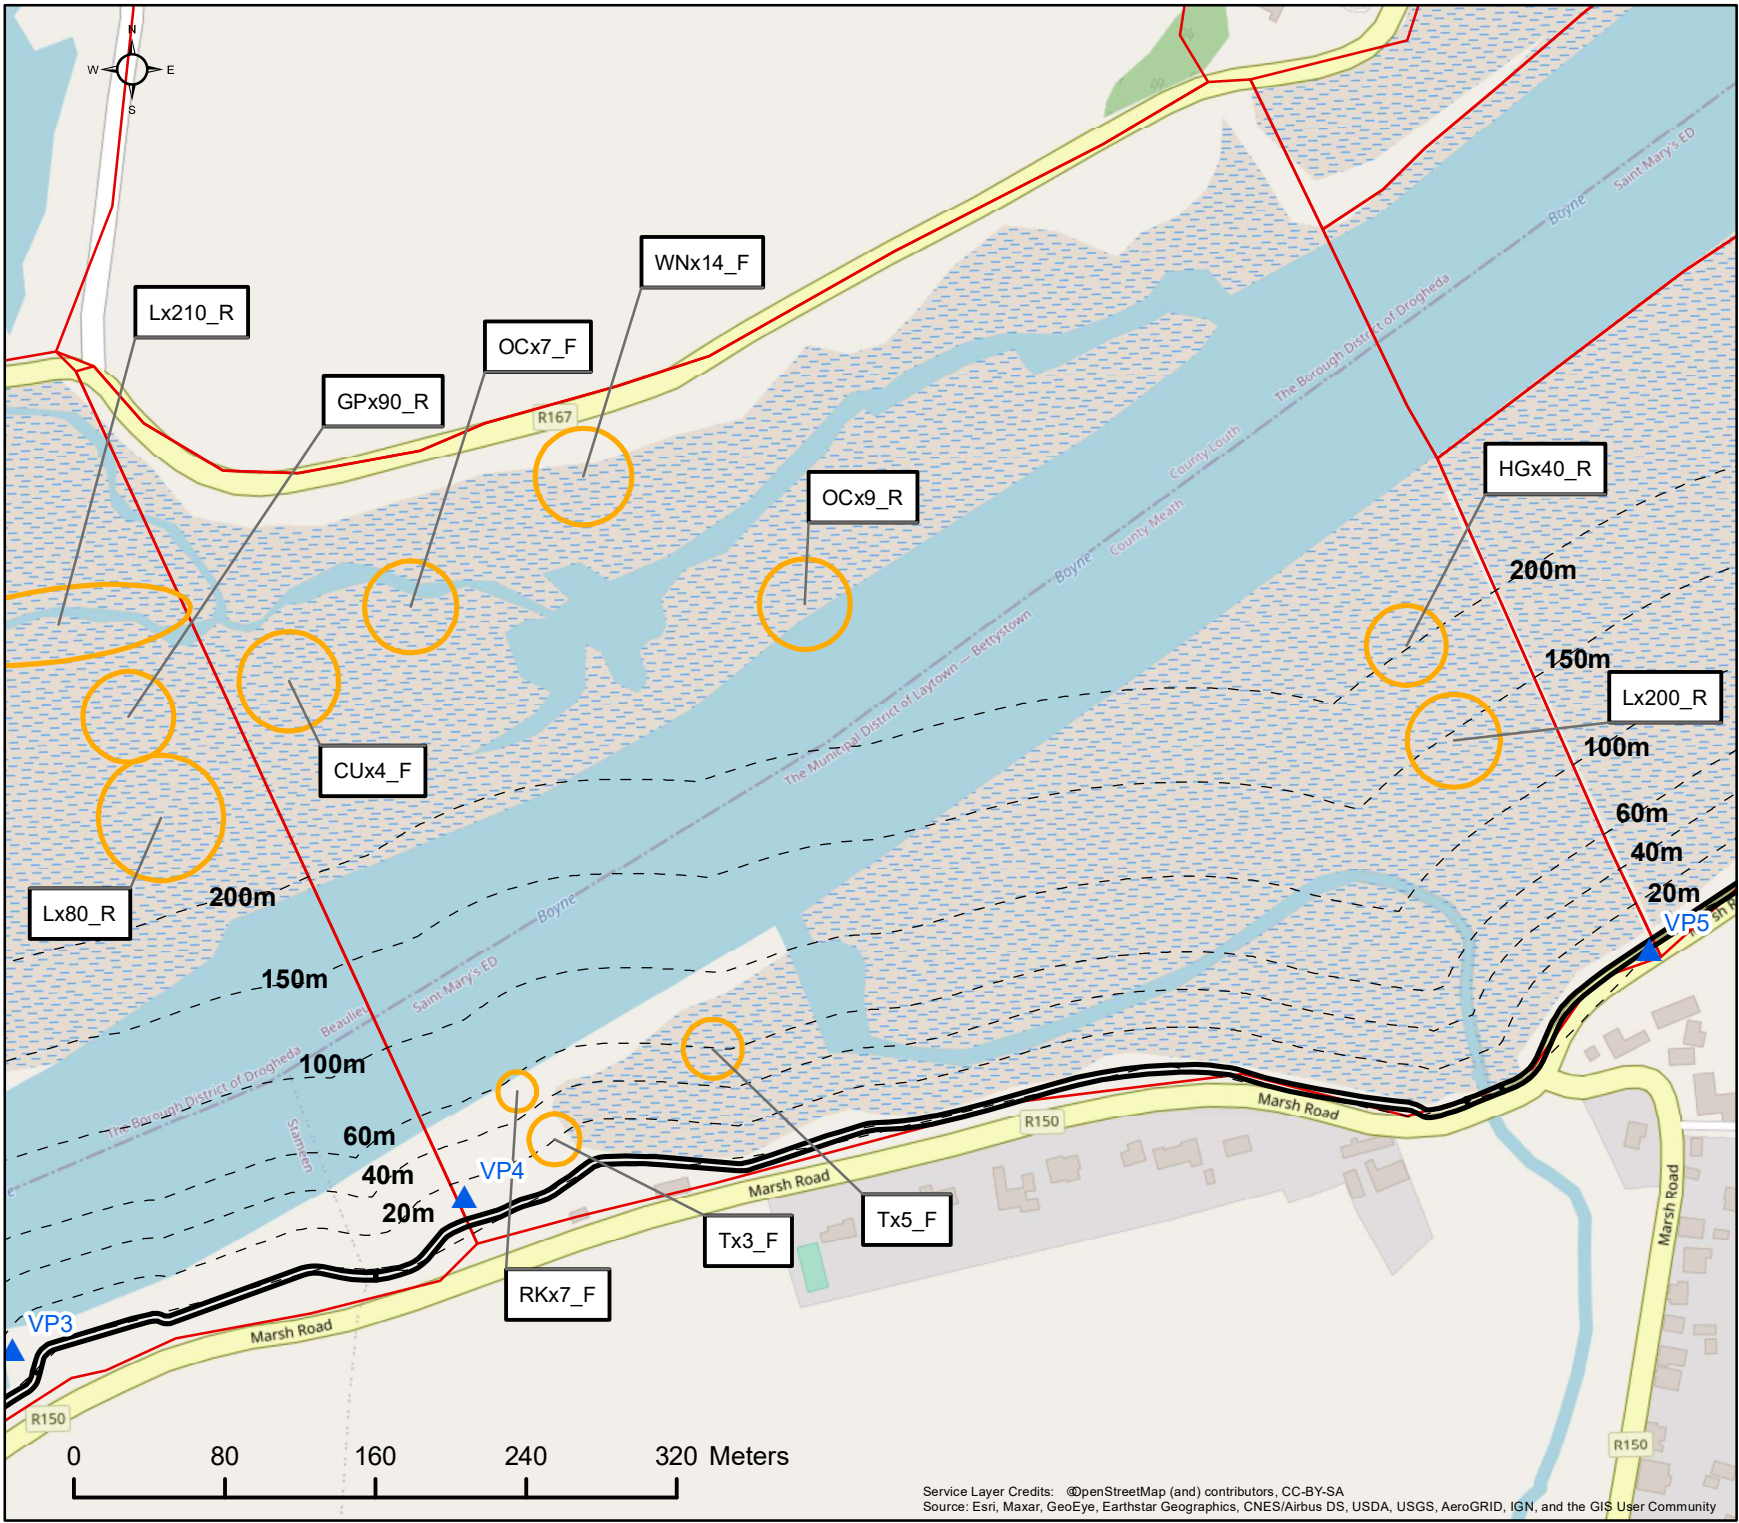 N
W E
S
Saint Mary's ED
Boyne
WNx14_F
Lx210_R
The Borough District of Drogheda
OCx7_F
GPx90_R
R167
County Louth
HGx40_R
OCx9_R
County Meath
200m
Boyne
The Municipal District of Laytown — Bettystown
150m
Lx200_R
100m
CUx4_F
60m
40m
20m
200m
Lx80_R
Boyne
VP5
150m
Saint Mary's ED
Beaulieu
100m
The Borough District of Drogheda
60m
Stameen
40m
VP4
20m
R150
Marsh Road
Marsh Road
Marsh Road
Tx5_F
Tx3_F
RKx7_F
VP3
Marsh Road
R150
R150
0 80 160 240 320 Meters
Service Layer Credits: ©OpenStreetMap (and) contributors, CC-BY-SA
Source: Esri, Maxar, GeoEye, Earthstar Geographics, CNES/Airbus DS, USDA, USGS, AeroGRID, IGN, and the GIS User Community